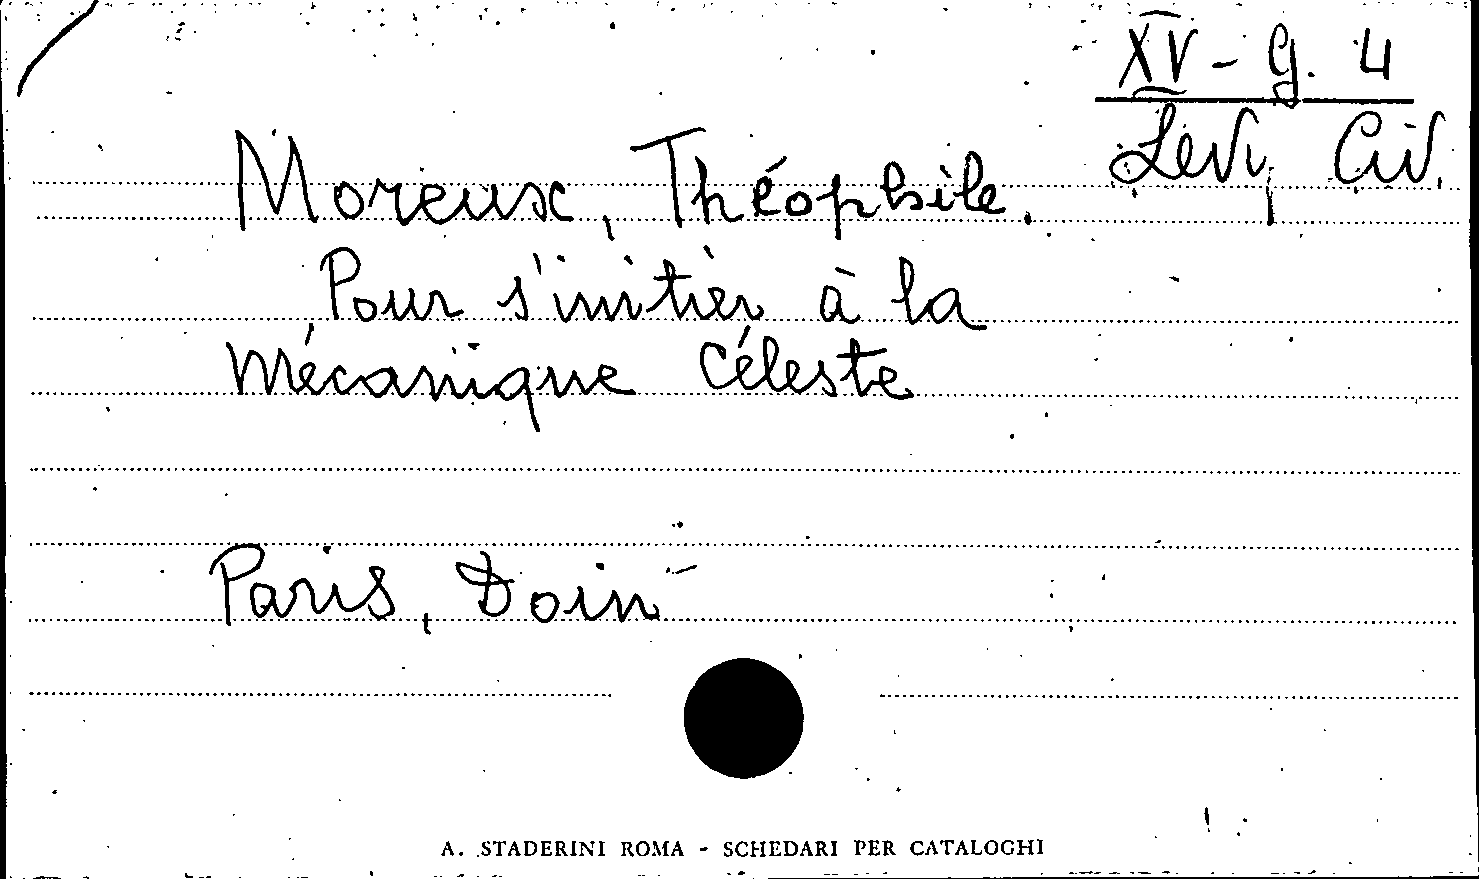 XV - G. 4
Levi, Civ.
Moreux, Théophile.
Pour s'initier à la
Mécanique Céleste
Paris, Doin
A. STADERINI ROMA - SCHEDARI PER CATALOGHI